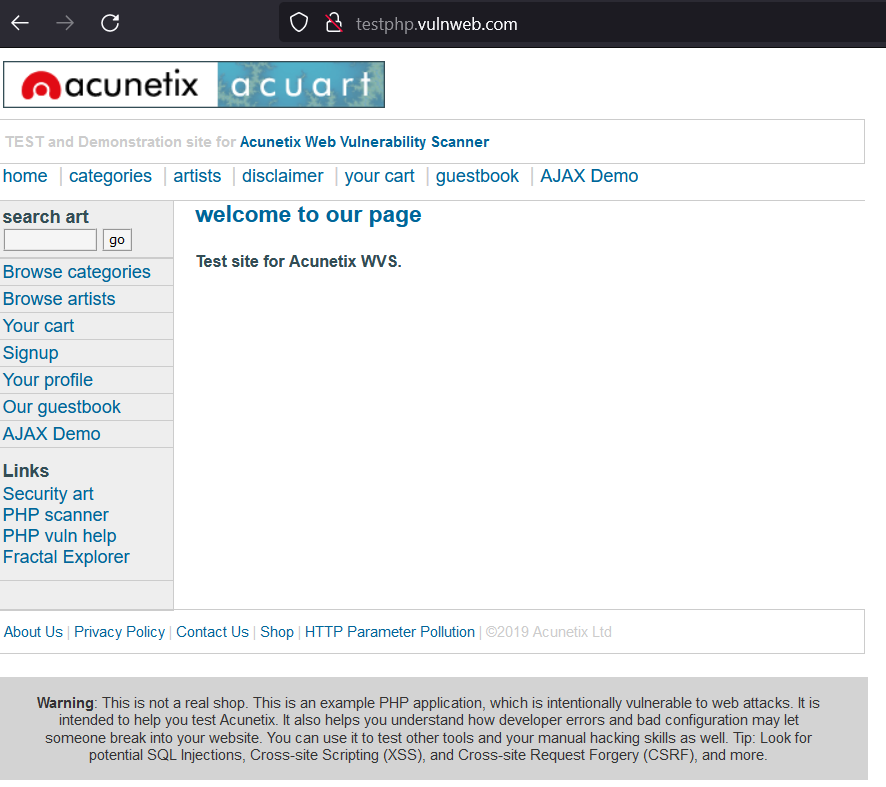 testphp.vulnweb.com
acunetix acuart
TEST and Demonstration site for Acunetix Web Vulnerability Scanner
home | categories | artists | disclaimer | your cart | guestbook | AJAX Demo
search art
go
Browse categories
Browse artists
Your cart
Signup
Your profile
Our guestbook
AJAX Demo
Links
Security art
PHP scanner
PHP vuln help
Fractal Explorer
welcome to our page
Test site for Acunetix WVS.
About Us | Privacy Policy | Contact Us | Shop | HTTP Parameter Pollution | ©2019 Acunetix Ltd
Warning: This is not a real shop. This is an example PHP application, which is intentionally vulnerable to web attacks. It is
intended to help you test Acunetix. It also helps you understand how developer errors and bad configuration may let
someone break into your website. You can use it to test other tools and your manual hacking skills as well. Tip: Look for
potential SQL Injections, Cross-site Scripting (XSS), and Cross-site Request Forgery (CSRF), and more.